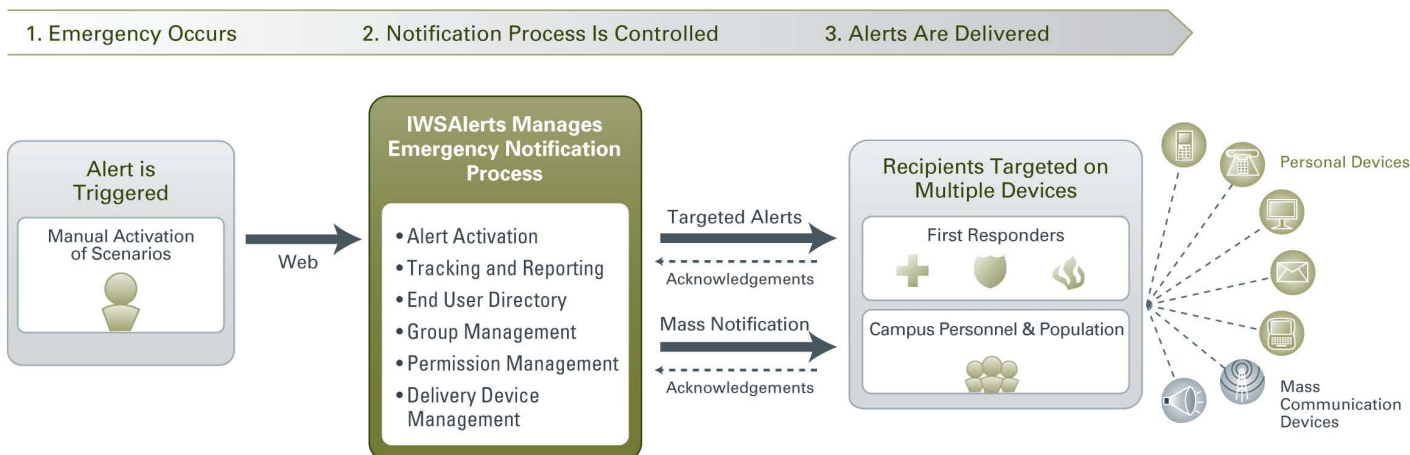 1. Emergency Occurs
2. Notification Process Is Controlled
3. Alerts Are Delivered
Alert is
Triggered
Manual Activation
of Scenarios
Web
IWSAlerts Manages
Emergency Notification
Process
• Alert Activation
• Tracking and Reporting
• End User Directory
• Group Management
• Permission Management
• Delivery Device
Management
Targeted Alerts
Acknowledgements
Mass Notification
Acknowledgements
Recipients Targeted on
Multiple Devices
First Responders
Campus Personnel & Population
Personal Devices
Mass
Communication
Devices